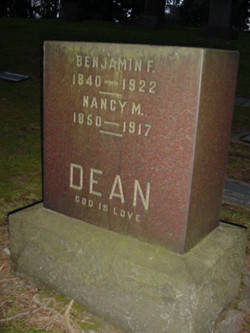 BENJAMIN F.
1840–1922
NANCY M.
1850–1917
DEAN
GOD IS LOVE